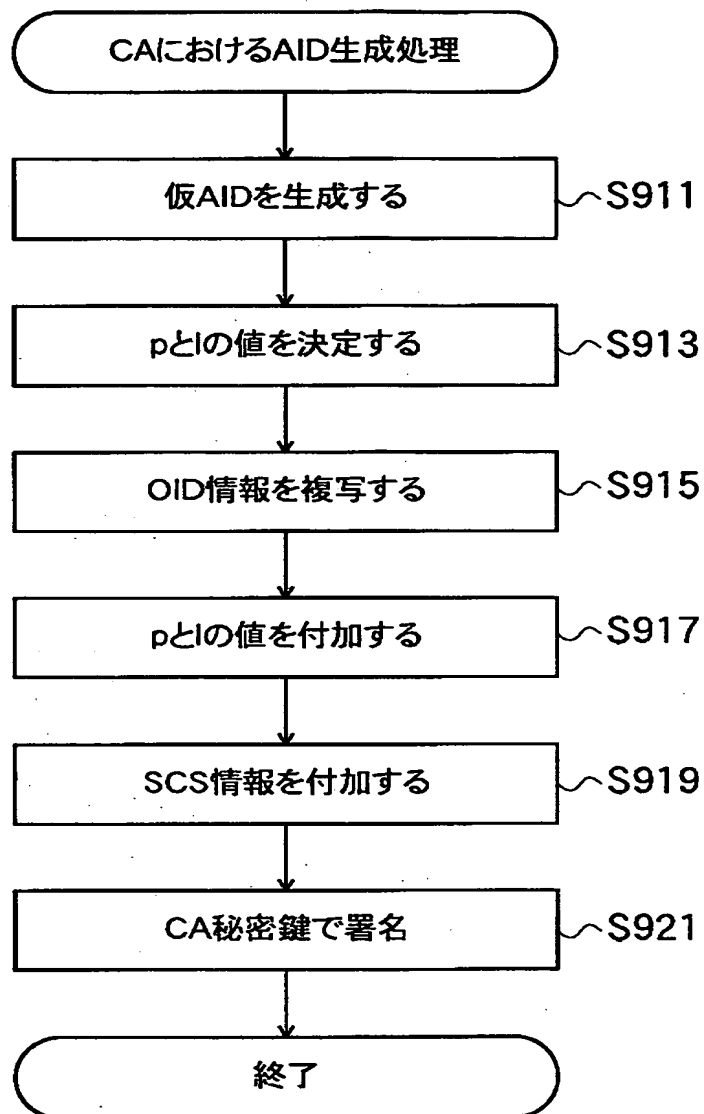 CAにおけるAID生成処理
仮AIDを生成する
S911
pとlの値を決定する
S913
OID情報を複写する
S915
pとlの値を付加する
S917
SCS情報を付加する
S919
CA秘密鍵で署名
S921
終了